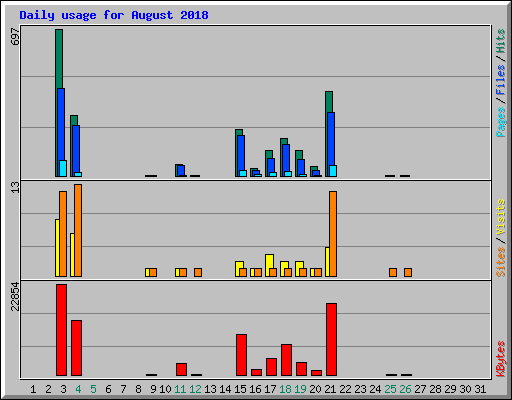 Daily usage for August 2018
697
Pages / Files / Hits
13
Sites / Visits
22854
KBytes
1 2 3 4 5 6 7 8 9 10 11 12 13 14 15 16 17 18 19 20 21 22 23 24 25 26 27 28 29 30 31